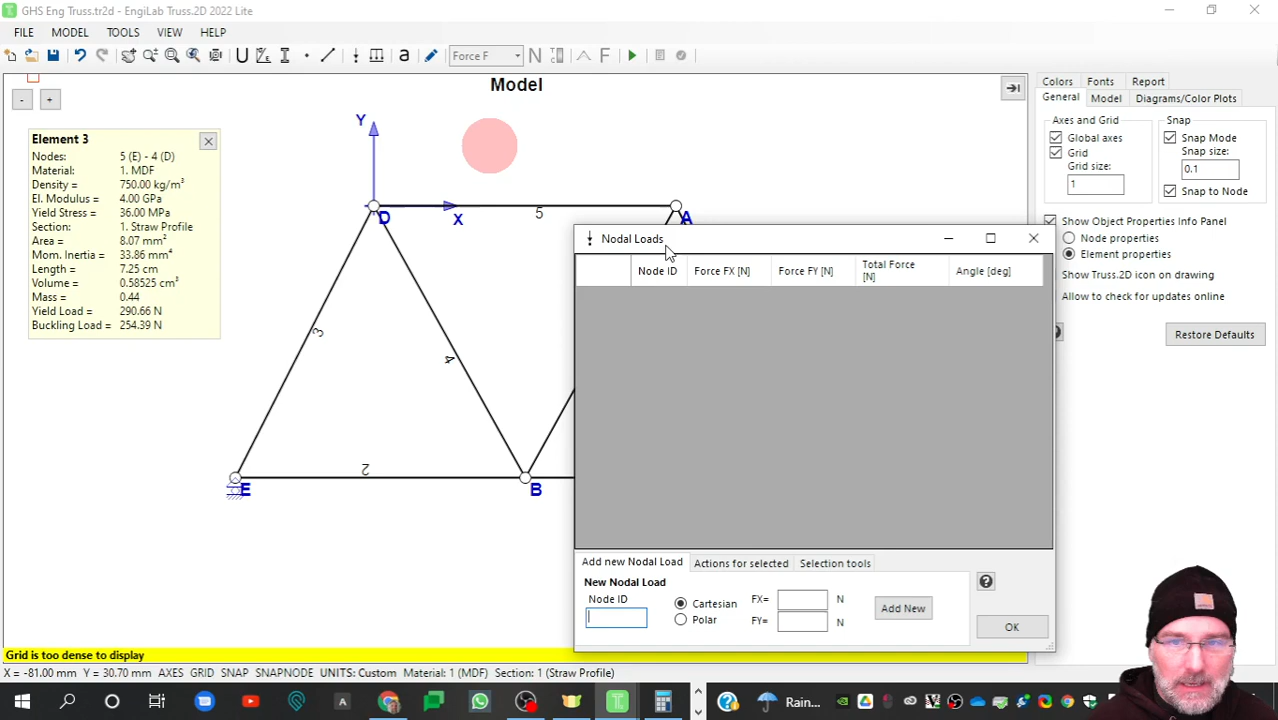 GHS Eng Truss.tr2d - EngiLab Truss.2D 2022 Lite
FILE MODEL TOOLS VIEW HELP
Force F
Model
Element 3
Nodes: 5 (E) - 4 (D)
Material: 1. MDF
Density = 750.00 kg/m³
El. Modulus = 4.00 GPa
Yield Stress = 36.00 MPa
Section: 1. Straw Profile
Area = 8.07 mm²
Mom. Inertia = 33.86 mm⁴
Length = 7.25 cm
Volume = 0.58525 cm³
Mass = 0.44
Yield Load = 290.66 N
Buckling Load = 254.39 N
Y
D
X
5
A
3
4
2
E
B
Nodal Loads
Node ID Force FX [N] Force FY [N] Total Force [N] Angle [deg]
Add new Nodal Load Actions for selected Selection tools
New Nodal Load
Node ID
Cartesian
Polar
FX= N
FY= N
Add New
OK
Colors Fonts Report
General Model Diagrams/Color Plots
Axes and Grid
Global axes
Grid
Grid size:
1
Snap
Snap Mode
Snap size:
0.1
Snap to Node
Show Object Properties Info Panel
Node properties
Element properties
Show Truss.2D icon on drawing
Allow to check for updates online
Restore Defaults
Grid is too dense to display
X = -81.00 mm Y = 30.70 mm AXES GRID SNAP SNAPNODE UNITS: Custom Material: 1 (MDF) Section: 1 (Straw Profile)
Rain...